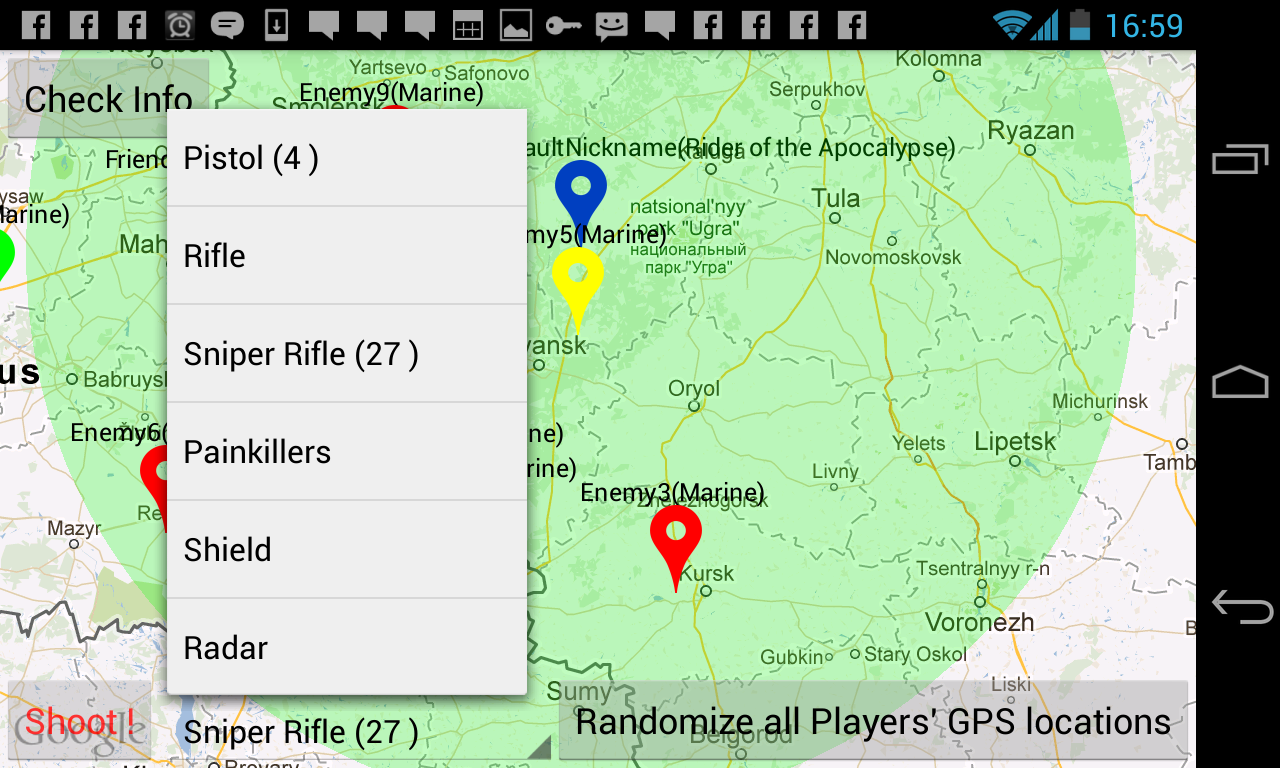 16:59
Kolomna
Yartsevo
Safonovo
Enemy9(Marine)
Serpukhov
Check Info
Smolensk
Ryazan
Pistol (4 )
aultNickname(Rider of the Apocalypse)
Kaluga
Friend
ysaw
Marine)
Tula
natsional'nyy
park "Ugra"
национальный
парк "Угра"
my5(Marine)
Mah
Rifle
Novomoskovsk
Sniper Rifle (27 )
yansk
us
Babruysk
Oryol
Michurinsk
Enemy6(
Painkillers
ne)
rine)
Yelets
Lipetsk
Tamb
Livny
Enemy3(Marine)
Zheleznogorsk
Re
Mazyr
Shield
Kursk
Tsentralnyy r-n
Voronezh
B
Radar
Gubkin
Stary Oskol
Liski
Sumy
Shoot !
Google
Sniper Rifle (27 )
Randomize all Players' GPS locations
Belgorod
Brovary